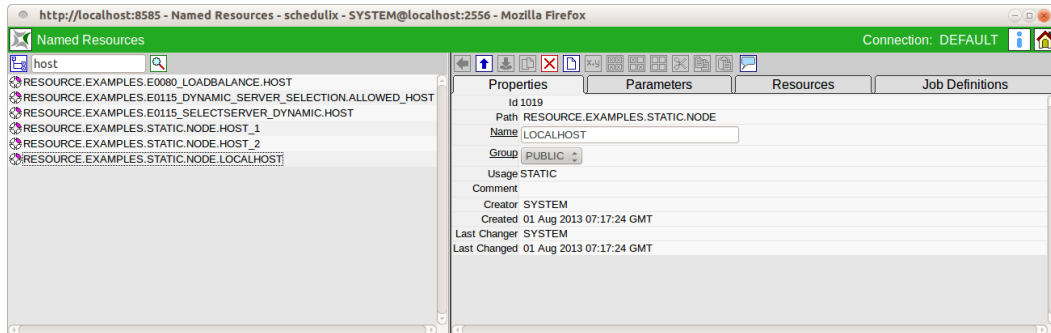 http://localhost:8585 - Named Resources - schedulix - SYSTEM@localhost:2556 - Mozilla Firefox
Named Resources
Connection: DEFAULT
host
RESOURCE.EXAMPLES.E0080_LOADBALANCE.HOST
RESOURCE.EXAMPLES.E0115_DYNAMIC_SERVER_SELECTION.ALLOWED_HOST
RESOURCE.EXAMPLES.E0115_SELECTSERVER_DYNAMIC.HOST
RESOURCE.EXAMPLES.STATIC.NODE.HOST_1
RESOURCE.EXAMPLES.STATIC.NODE.HOST_2
RESOURCE.EXAMPLES.STATIC.NODE.LOCALHOST
Properties Parameters Resources Job Definitions
Id 1019
Path RESOURCE.EXAMPLES.STATIC.NODE
Name LOCALHOST
Group PUBLIC
Usage STATIC
Comment
Creator SYSTEM
Created 01 Aug 2013 07:17:24 GMT
Last Changer SYSTEM
Last Changed 01 Aug 2013 07:17:24 GMT